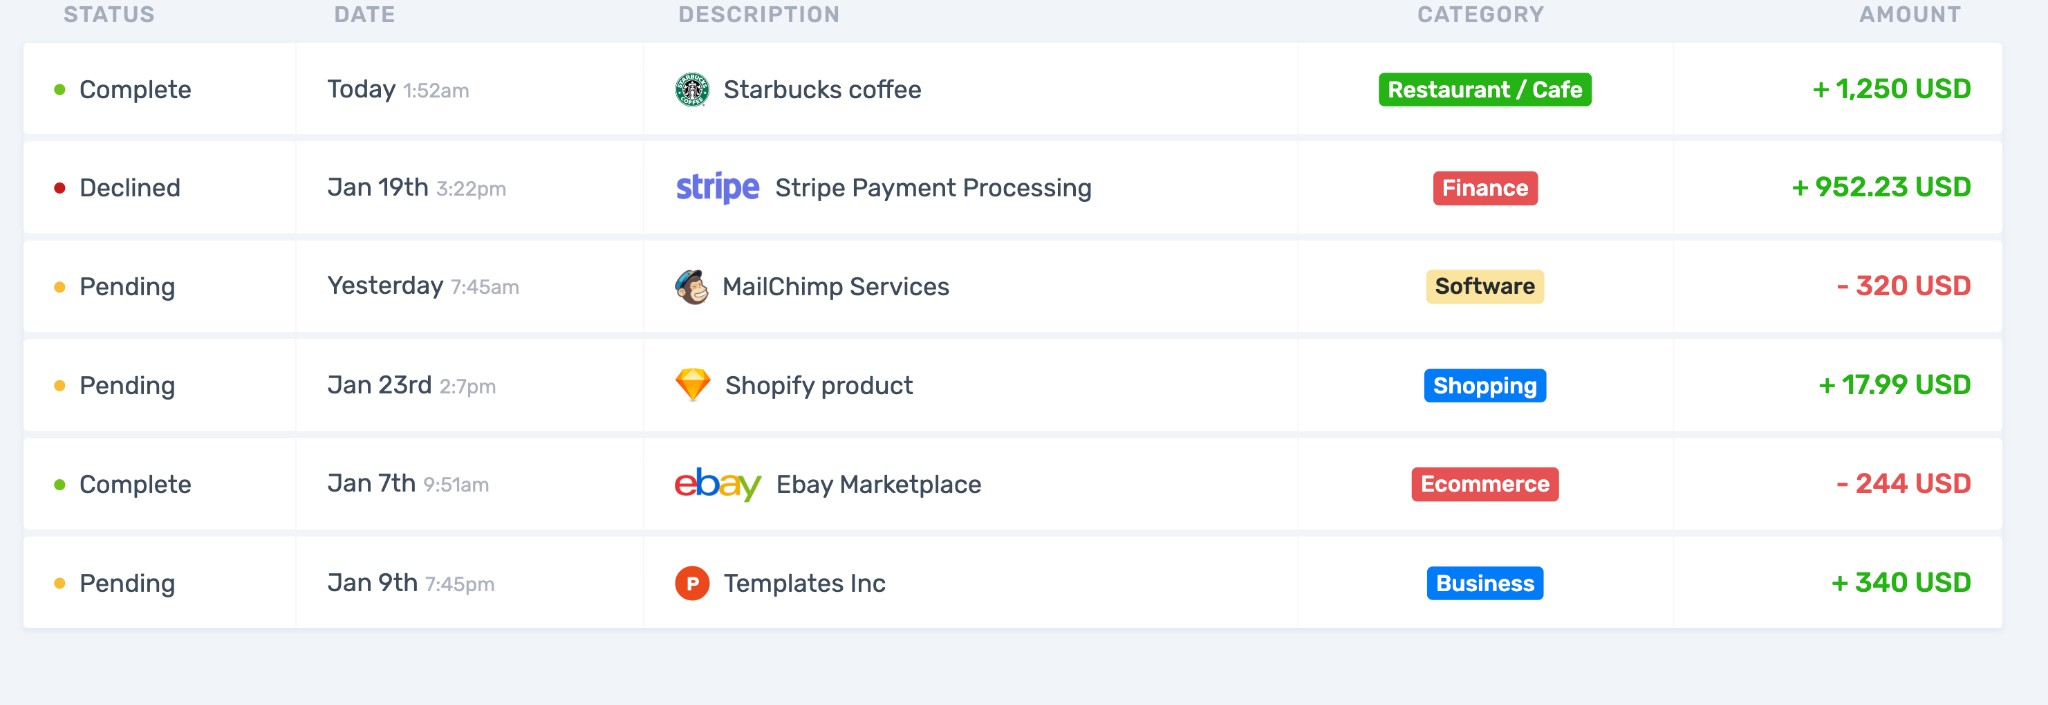 STATUS DATE DESCRIPTION CATEGORY AMOUNT
Complete Today 1:52am Starbucks coffee Restaurant / Cafe + 1,250 USD
Declined Jan 19th 3:22pm stripe Stripe Payment Processing Finance + 952.23 USD
Pending Yesterday 7:45am MailChimp Services Software - 320 USD
Pending Jan 23rd 2:7pm Shopify product Shopping + 17.99 USD
Complete Jan 7th 9:51am ebay Ebay Marketplace Ecommerce - 244 USD
Pending Jan 9th 7:45pm P Templates Inc Business + 340 USD